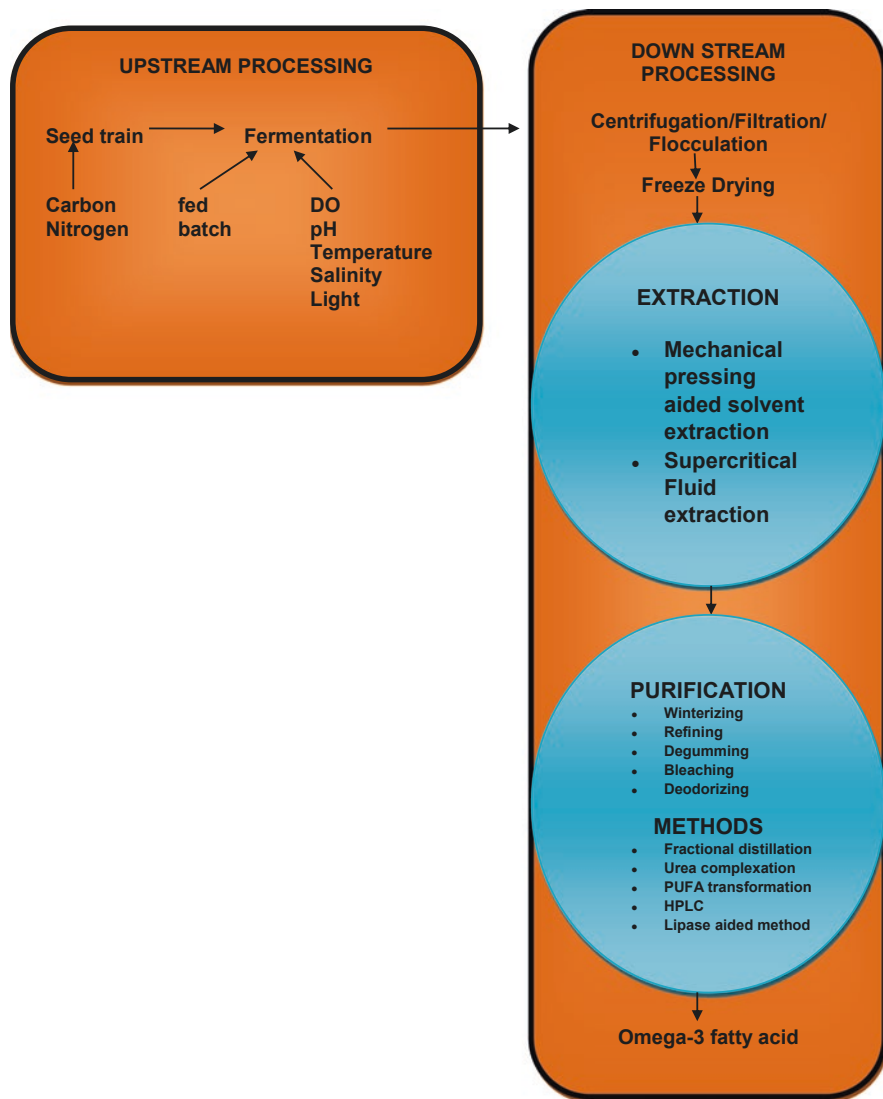 UPSTREAM PROCESSING
Seed train
Fermentation
Carbon
Nitrogen
fed
batch
DO
pH
Temperature
Salinity
Light
DOWN STREAM
PROCESSING
Centrifugation/Filtration/
Flocculation
Freeze Drying
EXTRACTION
• Mechanical
pressing
aided solvent
extraction
• Supercritical
Fluid
extraction
PURIFICATION
• Winterizing
• Refining
• Degumming
• Bleaching
• Deodorizing
METHODS
• Fractional distillation
• Urea complexation
• PUFA transformation
• HPLC
• Lipase aided method
Omega-3 fatty acid